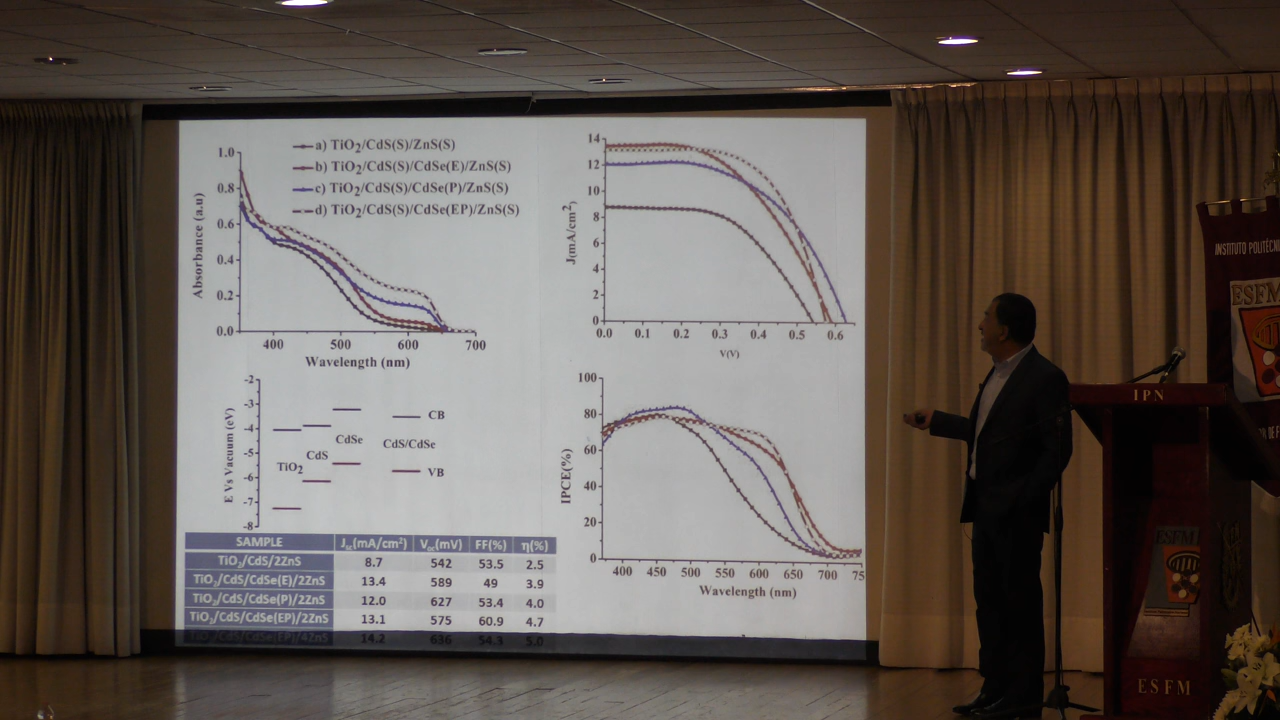 a) TiO2/CdS(S)/ZnS(S)
b) TiO2/CdS(S)/CdSe(E)/ZnS(S)
c) TiO2/CdS(S)/CdSe(P)/ZnS(S)
d) TiO2/CdS(S)/CdSe(EP)/ZnS(S)
Absorbance (a.u)
1.0
0.8
0.6
0.4
0.2
0.0
400 500 600 700
Wavelength (nm)
J(mA/cm2)
14
12
10
8
6
4
2
0
0.0 0.1 0.2 0.3 0.4 0.5 0.6
V(V)
E Vs Vacuum (eV)
-2
-3
-4
-5
-6
-7
-8
TiO2
CdS
CdSe
CdS/CdSe
CB
VB
IPCE(%)
100
80
60
40
20
0
400 450 500 550 600 650 700 75
Wavelength (nm)
SAMPLE Jsc(mA/cm2) Voc(mV) FF(%) η(%)
TiO2/CdS/2ZnS 8.7 542 53.5 2.5
TiO2/CdS/CdSe(E)/2ZnS 13.4 589 49 3.9
TiO2/CdS/CdSe(P)/2ZnS 12.0 627 53.4 4.0
TiO2/CdS/CdSe(EP)/2ZnS 13.1 575 60.9 4.7
TiO2/CdS/CdSe(EP)/4ZnS 14.2 636 54.3 5.0
INSTITUTO POLITÉCN
ESFM
IPN
ESFM
ESFM